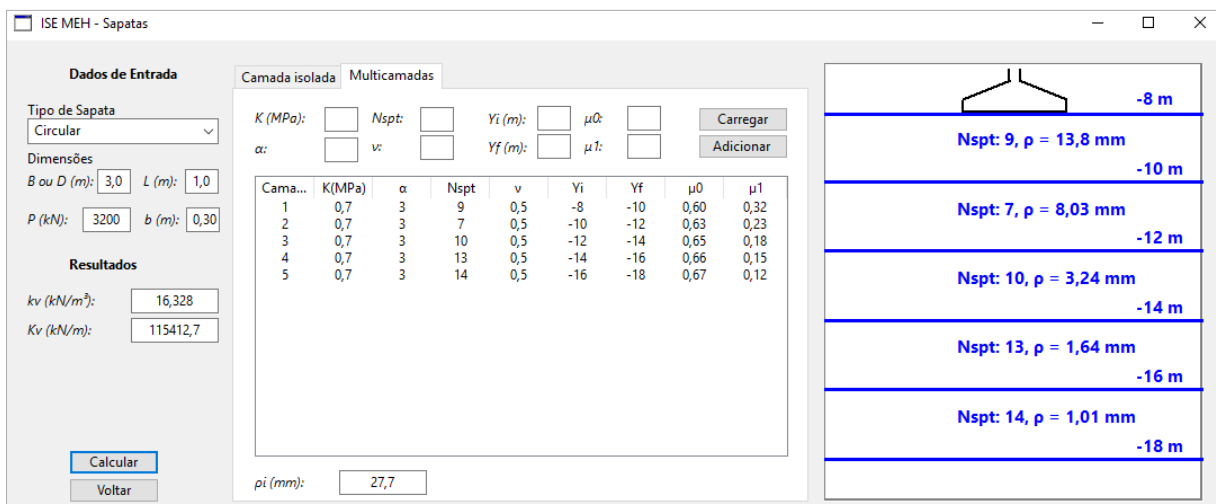 ISE MEH - Sapatas
Dados de Entrada
Tipo de Sapata
Circular
Dimensões
B ou D (m): 3,0 L (m): 1,0
P (kN): 3200 b (m): 0,30
Resultados
kv (kN/m³): 16,328
Kv (kN/m): 115412,7
Calcular
Voltar
Camada isolada Multicamadas
K (MPa): Nspt: Yi (m): μ0: Carregar
α: ν: Yf (m): μ1: Adicionar
Cama... K(MPa) α Nspt ν Yi Yf μ0 μ1
1 0,7 3 9 0,5 -8 -10 0,60 0,32
2 0,7 3 7 0,5 -10 -12 0,63 0,23
3 0,7 3 10 0,5 -12 -14 0,65 0,18
4 0,7 3 13 0,5 -14 -16 0,66 0,15
5 0,7 3 14 0,5 -16 -18 0,67 0,12
ρi (mm): 27,7
-8 m
Nspt: 9, ρ = 13,8 mm
-10 m
Nspt: 7, ρ = 8,03 mm
-12 m
Nspt: 10, ρ = 3,24 mm
-14 m
Nspt: 13, ρ = 1,64 mm
-16 m
Nspt: 14, ρ = 1,01 mm
-18 m